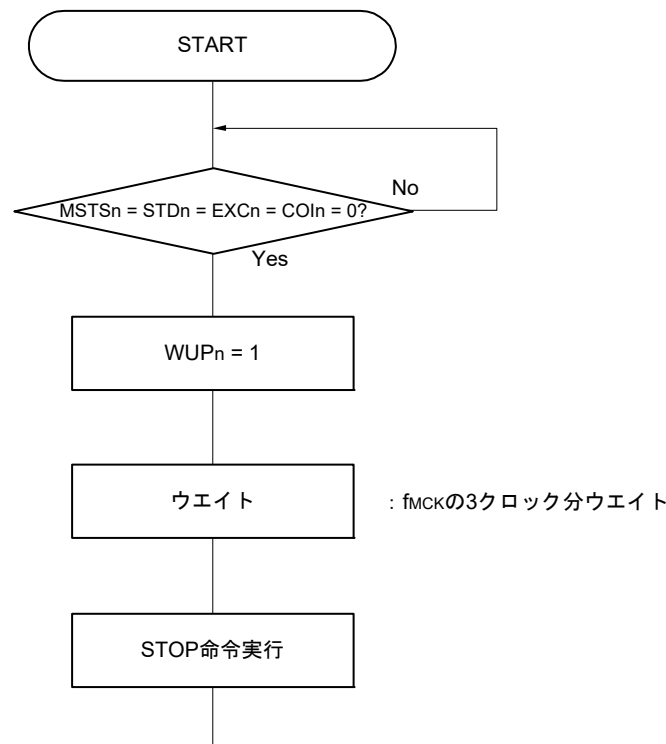 START
MSTSn = STDn = EXCn = COIn = 0?
No
Yes
WUPn = 1
ウエイト
：fMCKの3クロック分ウエイト
STOP命令実行